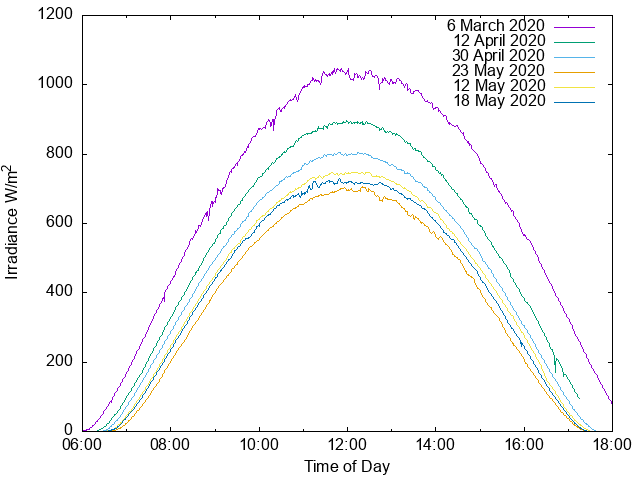 1200
1000
800
600
400
200
0
Irradiance W/m²
6 March 2020
12 April 2020
30 April 2020
23 May 2020
12 May 2020
18 May 2020
06:00 08:00 10:00 12:00 14:00 16:00 18:00
Time of Day